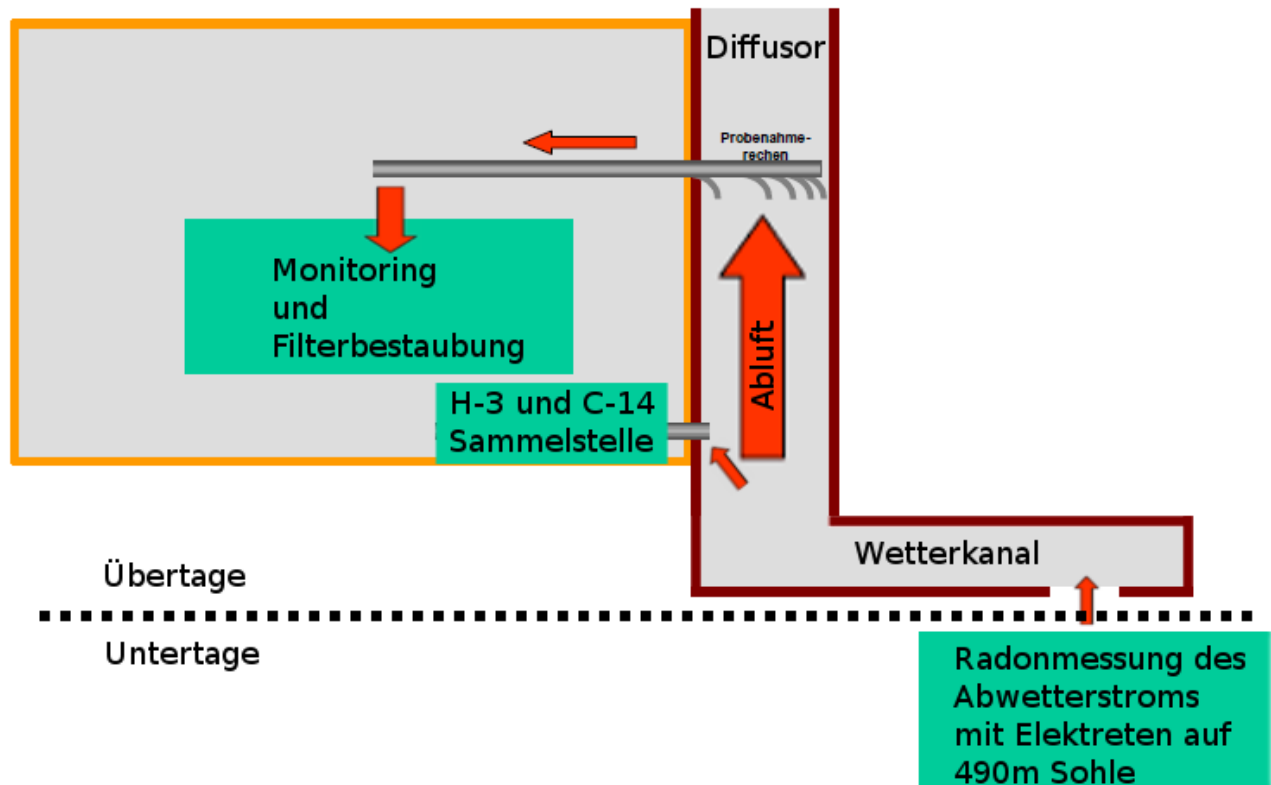 Diffusor
Probenahme-
rechen
Monitoring
und
Filterbestaubung
Abluft
H-3 und C-14
Sammelstelle
Wetterkanal
Übertage
Untertage
Radonmessung des
Abwetterstroms
mit Elektreten auf
490m Sohle